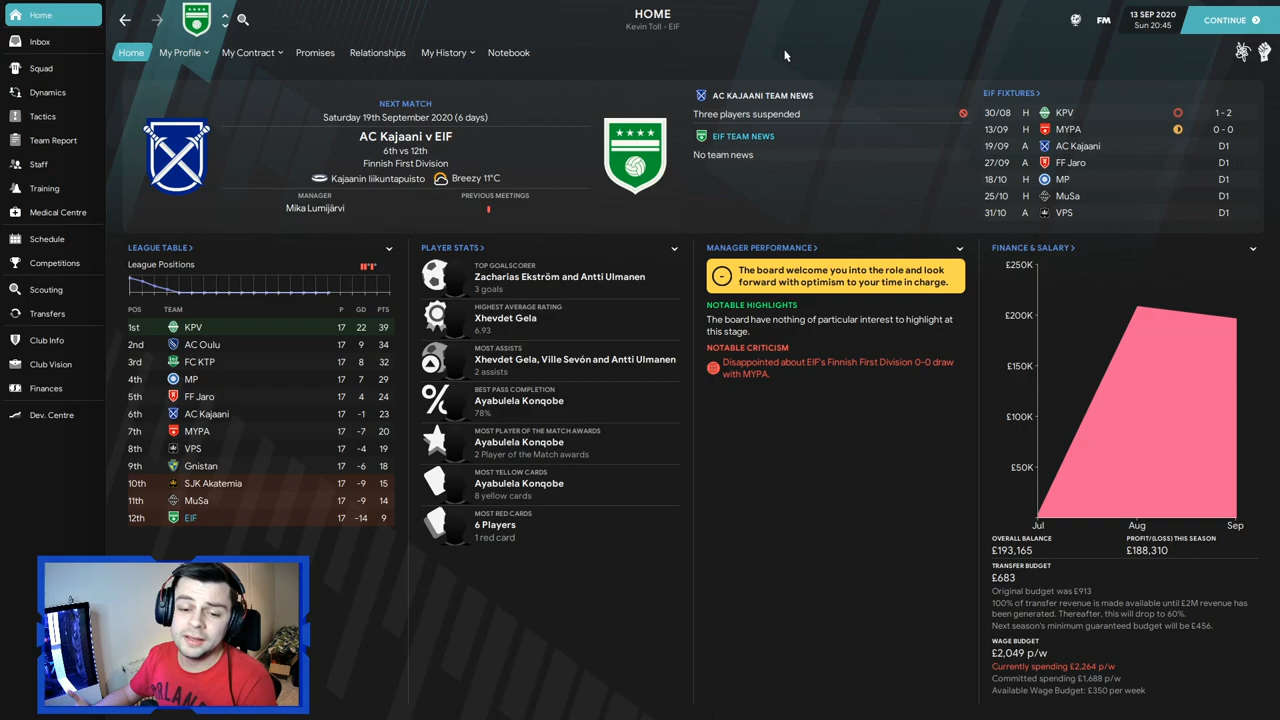 Home
Inbox
Squad
Dynamics
Tactics
Team Report
Staff
Training
Medical Centre
Schedule
Competitions
Scouting
Transfers
Club Info
Club Vision
Finances
Dev. Centre
HOME
Kevin Toll - EIF
FM
13 SEP 2020
Sun 20:45
CONTINUE
Home
My Profile
My Contract
Promises
Relationships
My History
Notebook
NEXT MATCH
Saturday 19th September 2020 (6 days)
AC Kajaani v EIF
6th vs 12th
Finnish First Division
Kajaanin liikuntapuisto
Breezy 11°C
MANAGER
Mika Lumijärvi
PREVIOUS MEETINGS
AC KAJAANI TEAM NEWS
Three players suspended
EIF TEAM NEWS
No team news
EIF FIXTURES >
30/08 H KPV 1 - 2
13/09 H MYPA 0 - 0
19/09 A AC Kajaani D1
27/09 A FF Jaro D1
18/10 H MP D1
25/10 H MuSa D1
31/10 A VPS D1
LEAGUE TABLE >
League Positions
POS TEAM P GD PTS
1st KPV 17 22 39
2nd AC Oulu 17 9 34
3rd FC KTP 17 8 32
4th MP 17 7 29
5th FF Jaro 17 4 24
6th AC Kajaani 17 -1 23
7th MYPA 17 -7 20
8th VPS 17 -4 19
9th Gnistan 17 -6 18
10th SJK Akatemia 17 -9 15
11th MuSa 17 -9 14
12th EIF 17 -14 9
PLAYER STATS >
TOP GOALSCORER
Zacharias Ekström and Antti Ulmanen
3 goals
HIGHEST AVERAGE RATING
Xhevdet Gela
6.93
MOST ASSISTS
Xhevdet Gela, Ville Sevón and Antti Ulmanen
2 assists
BEST PASS COMPLETION
Ayabulela Konqobe
78%
MOST PLAYER OF THE MATCH AWARDS
Ayabulela Konqobe
2 Player of the Match awards
MOST YELLOW CARDS
Ayabulela Konqobe
8 yellow cards
MOST RED CARDS
6 Players
1 red card
MANAGER PERFORMANCE >
The board welcome you into the role and look
forward with optimism to your time in charge.
NOTABLE HIGHLIGHTS
The board have nothing of particular interest to highlight at
this stage.
NOTABLE CRITICISM
Disappointed about EIF's Finnish First Division 0-0 draw
with MYPA.
FINANCE & SALARY >
£250K
£200K
£150K
£100K
£50K
Jul Aug Sep
OVERALL BALANCE
£193,165
PROFIT/(LOSS) THIS SEASON
£188,310
TRANSFER BUDGET
£683
Original budget was £913
100% of transfer revenue is made available until £2M revenue has
been generated. Thereafter, this will drop to 60%.
Next season's minimum guaranteed budget will be £456.
WAGE BUDGET
£2,049 p/w
Currently spending £2,264 p/w
Committed spending £1,688 p/w
Available Wage Budget: £350 per week